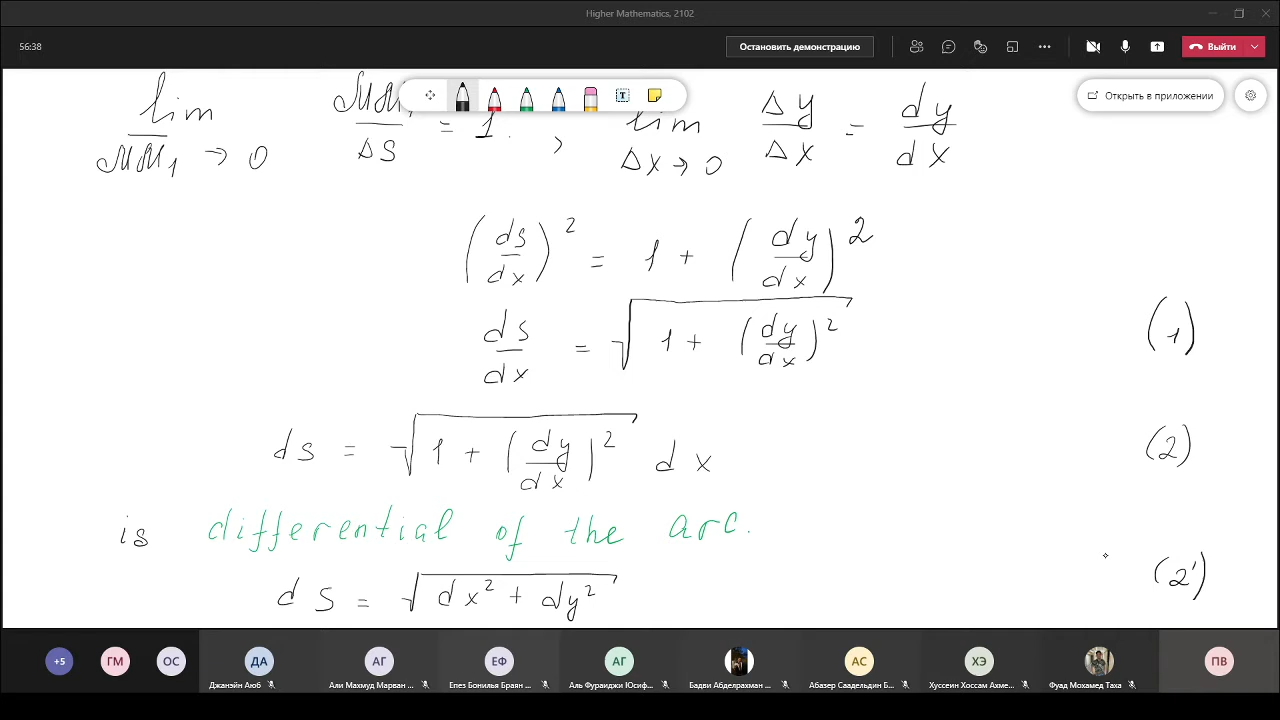 Higher Mathematics, 2102
56:38
Остановить демонстрацию
Выйти
Открыть в приложении
lim MM₁ → 0 MM₁ / ΔS = 1. , lim Δx → 0 Δy / Δx = dy / dx
(ds/dx)² = 1 + (dy/dx)²
ds/dx = √(1 + (dy/dx)²) (1)
ds = √(1 + (dy/dx)²) dx (2)
is differential of the arc.
dS = √(dx² + dy²) (2')
+5
ГМ
ОС
ДА
АГ
ЕФ
АГ
АС
ХЭ
ПВ
Джанэйн Аюб
Али Махмуд Марван ...
Епез Бонилья Браян ...
Аль Фураиджи Юсиф...
Бадви Абделрахман ...
Абазер Саадельдин Б...
Хуссеин Хоссам Ахме...
Фуад Мохамед Таха